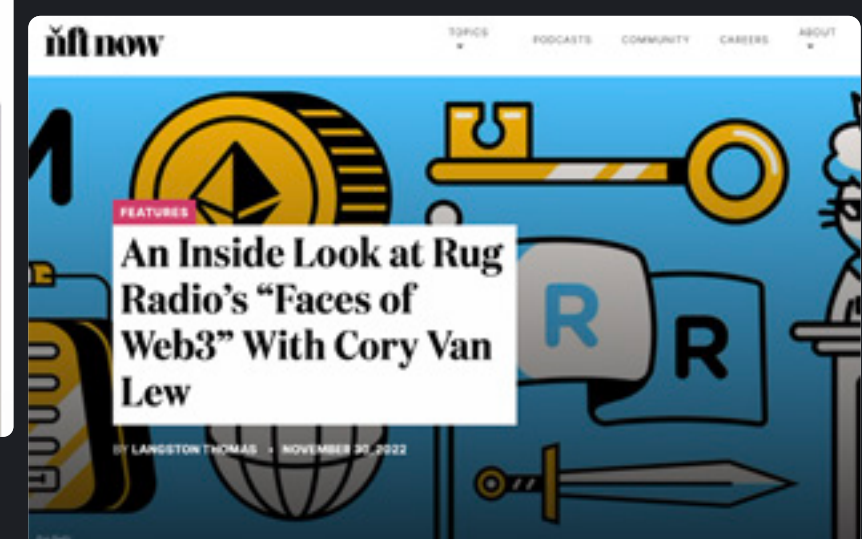 nft now
TOPICS
PODCASTS
COMMUNITY
CAREERS
ABOUT
FEATURES
An Inside Look at Rug
Radio’s “Faces of
Web3” With Cory Van
Lew
BY LANGSTON THOMAS • NOVEMBER 30, 2022
M
R
R